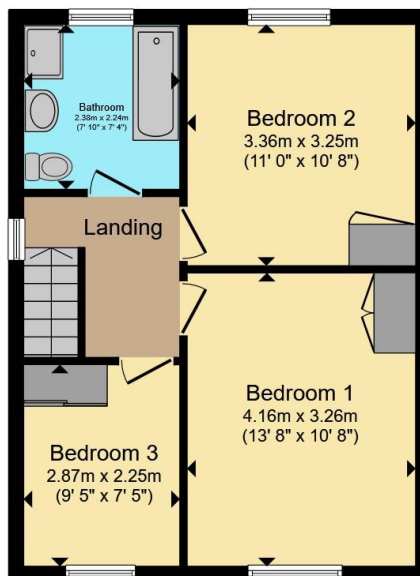 Bathroom
2.38m x 2.24m
(7' 10" x 7' 4")
Bedroom 2
3.36m x 3.25m
(11' 0" x 10' 8")
Landing
Bedroom 1
4.16m x 3.26m
(13' 8" x 10' 8")
Bedroom 3
2.87m x 2.25m
(9' 5" x 7' 5")